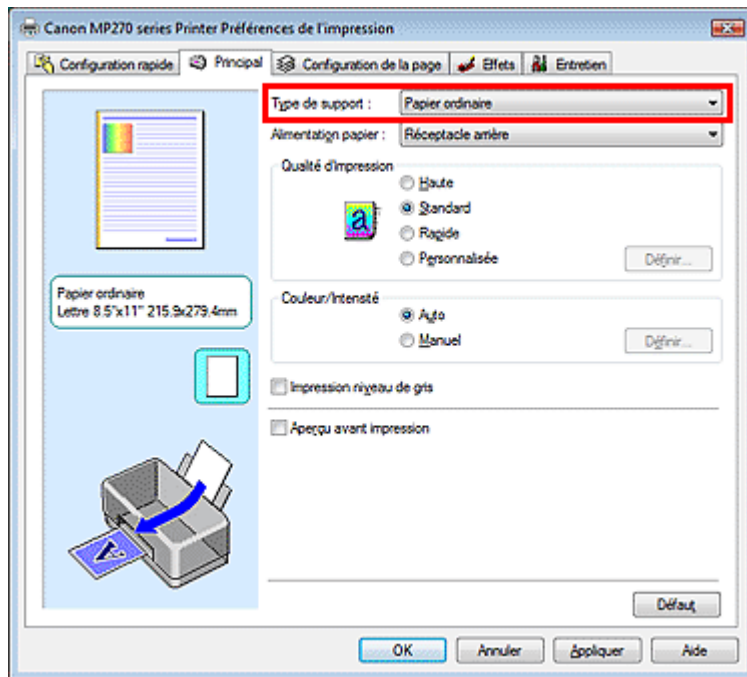 Canon MP270 series Printer Préférences de l'impression
Configuration rapide Principal Configuration de la page Effets Entretien
Type de support : Papier ordinaire
Alimentation papier : Réceptacle arrière
Qualité d'impression
Haute
Standard
Rapide
Personnalisée Définir...
Papier ordinaire
Lettre 8.5"x11" 215.9x279.4mm
Couleur/Intensité
Auto
Manuel Définir...
Impression niveau de gris
Aperçu avant impression
Défaut
OK Annuler Appliquer Aide